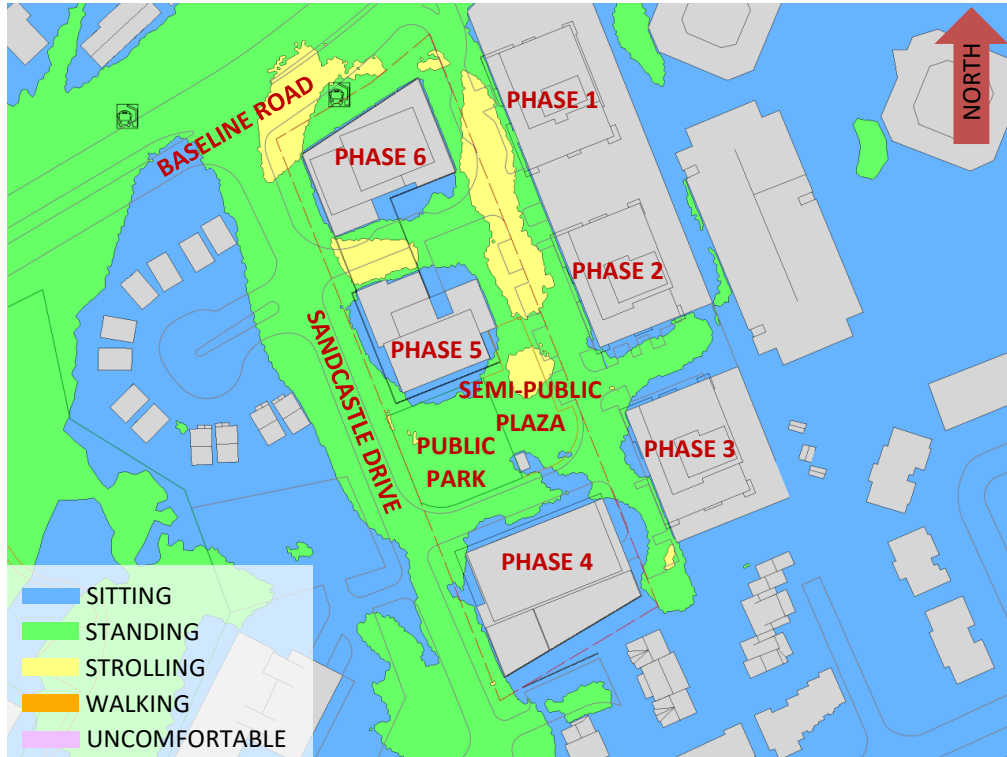 NORTH
BASELINE ROAD
PHASE 1
PHASE 6
PHASE 2
SANDCASTLE DRIVE
PHASE 5
SEMI-PUBLIC
PLAZA
PUBLIC
PARK
PHASE 3
PHASE 4
SITTING
STANDING
STROLLING
WALKING
UNCOMFORTABLE